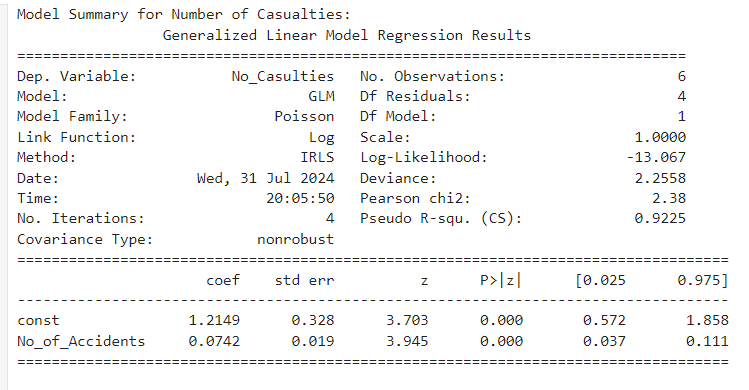 Model Summary for Number of Casualties:
                  Generalized Linear Model Regression Results
==============================================================================
Dep. Variable:           No_Casulties   No. Observations:                    6
Model:                            GLM   Df Residuals:                        4
Model Family:                 Poisson   Df Model:                            1
Link Function:                    Log   Scale:                          1.0000
Method:                          IRLS   Log-Likelihood:                -13.067
Date:                Wed, 31 Jul 2024   Deviance:                       2.2558
Time:                        20:05:50   Pearson chi2:                     2.38
No. Iterations:                     4   Pseudo R-squ. (CS):             0.9225
Covariance Type:            nonrobust
===================================================================================
                      coef    std err          z      P>|z|      [0.025      0.975]
-----------------------------------------------------------------------------------
const               1.2149      0.328      3.703      0.000       0.572       1.858
No_of_Accidents     0.0742      0.019      3.945      0.000       0.037       0.111
===================================================================================